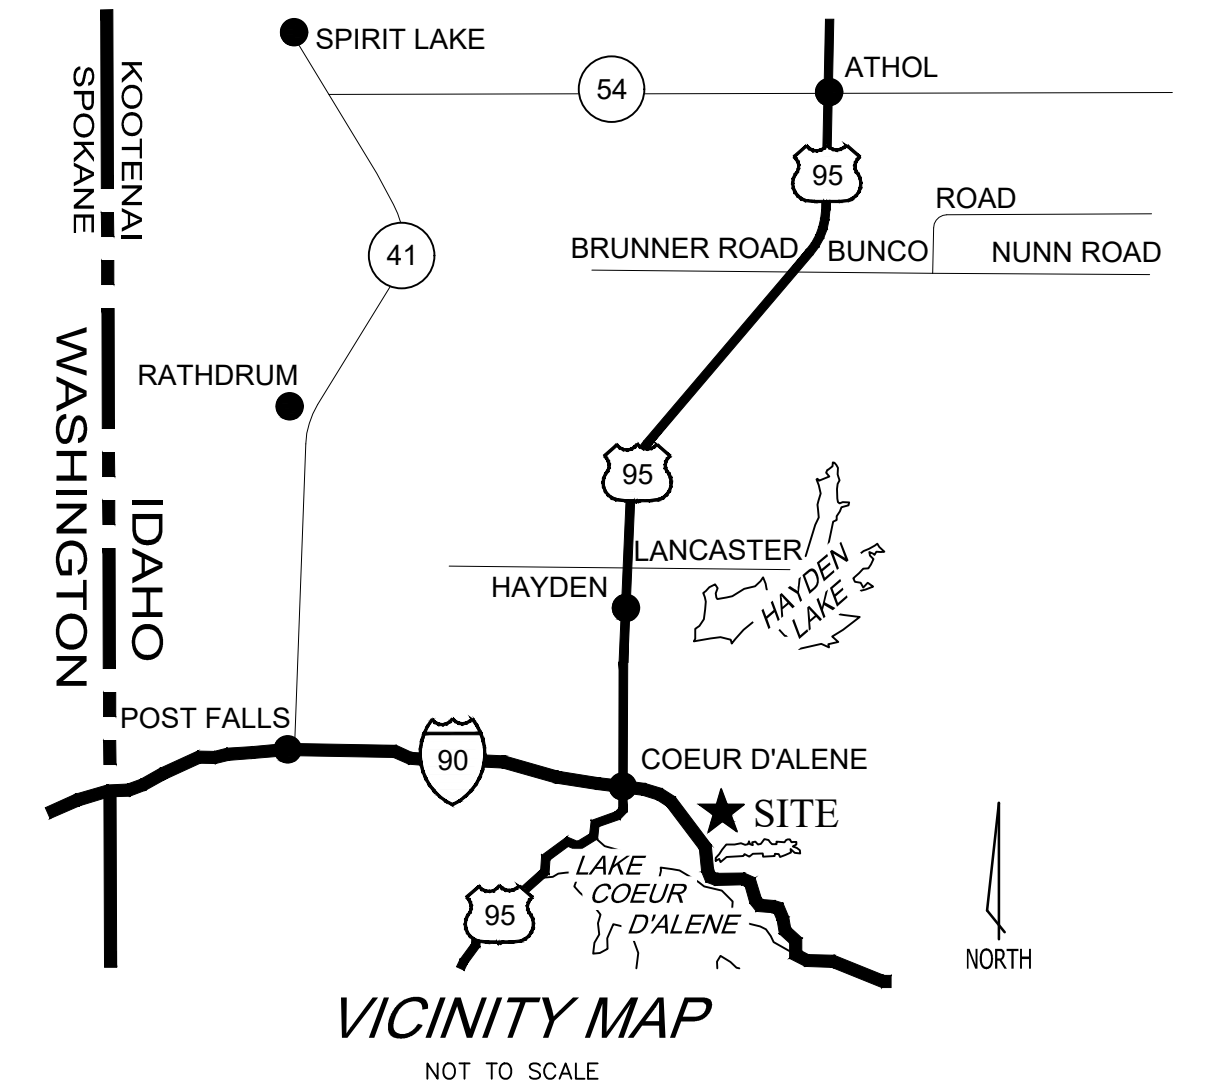 SPIRIT LAKE
ATHOL
54
KOOTENAI
SPOKANE
95
ROAD
41
BRUNNER ROAD
BUNCO
NUNN ROAD
RATHDRUM
WASHINGTON
IDAHO
95
LANCASTER
HAYDEN
HAYDEN
LAKE
POST FALLS
90
COEUR D'ALENE
SITE
LAKE
COEUR
D'ALENE
95
NORTH
VICINITY MAP
NOT TO SCALE